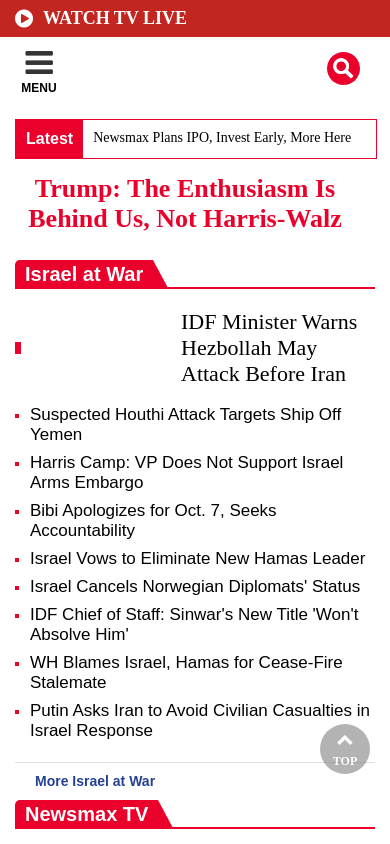 WATCH TV LIVE
MENU
Latest
Newsmax Plans IPO, Invest Early, More Here
Trump: The Enthusiasm Is
Behind Us, Not Harris-Walz
Israel at War
IDF Minister Warns
Hezbollah May
Attack Before Iran
Suspected Houthi Attack Targets Ship Off
Yemen
Harris Camp: VP Does Not Support Israel
Arms Embargo
Bibi Apologizes for Oct. 7, Seeks
Accountability
Israel Vows to Eliminate New Hamas Leader
Israel Cancels Norwegian Diplomats' Status
IDF Chief of Staff: Sinwar's New Title 'Won't
Absolve Him'
WH Blames Israel, Hamas for Cease-Fire
Stalemate
Putin Asks Iran to Avoid Civilian Casualties in
Israel Response
TOP
More Israel at War
Newsmax TV